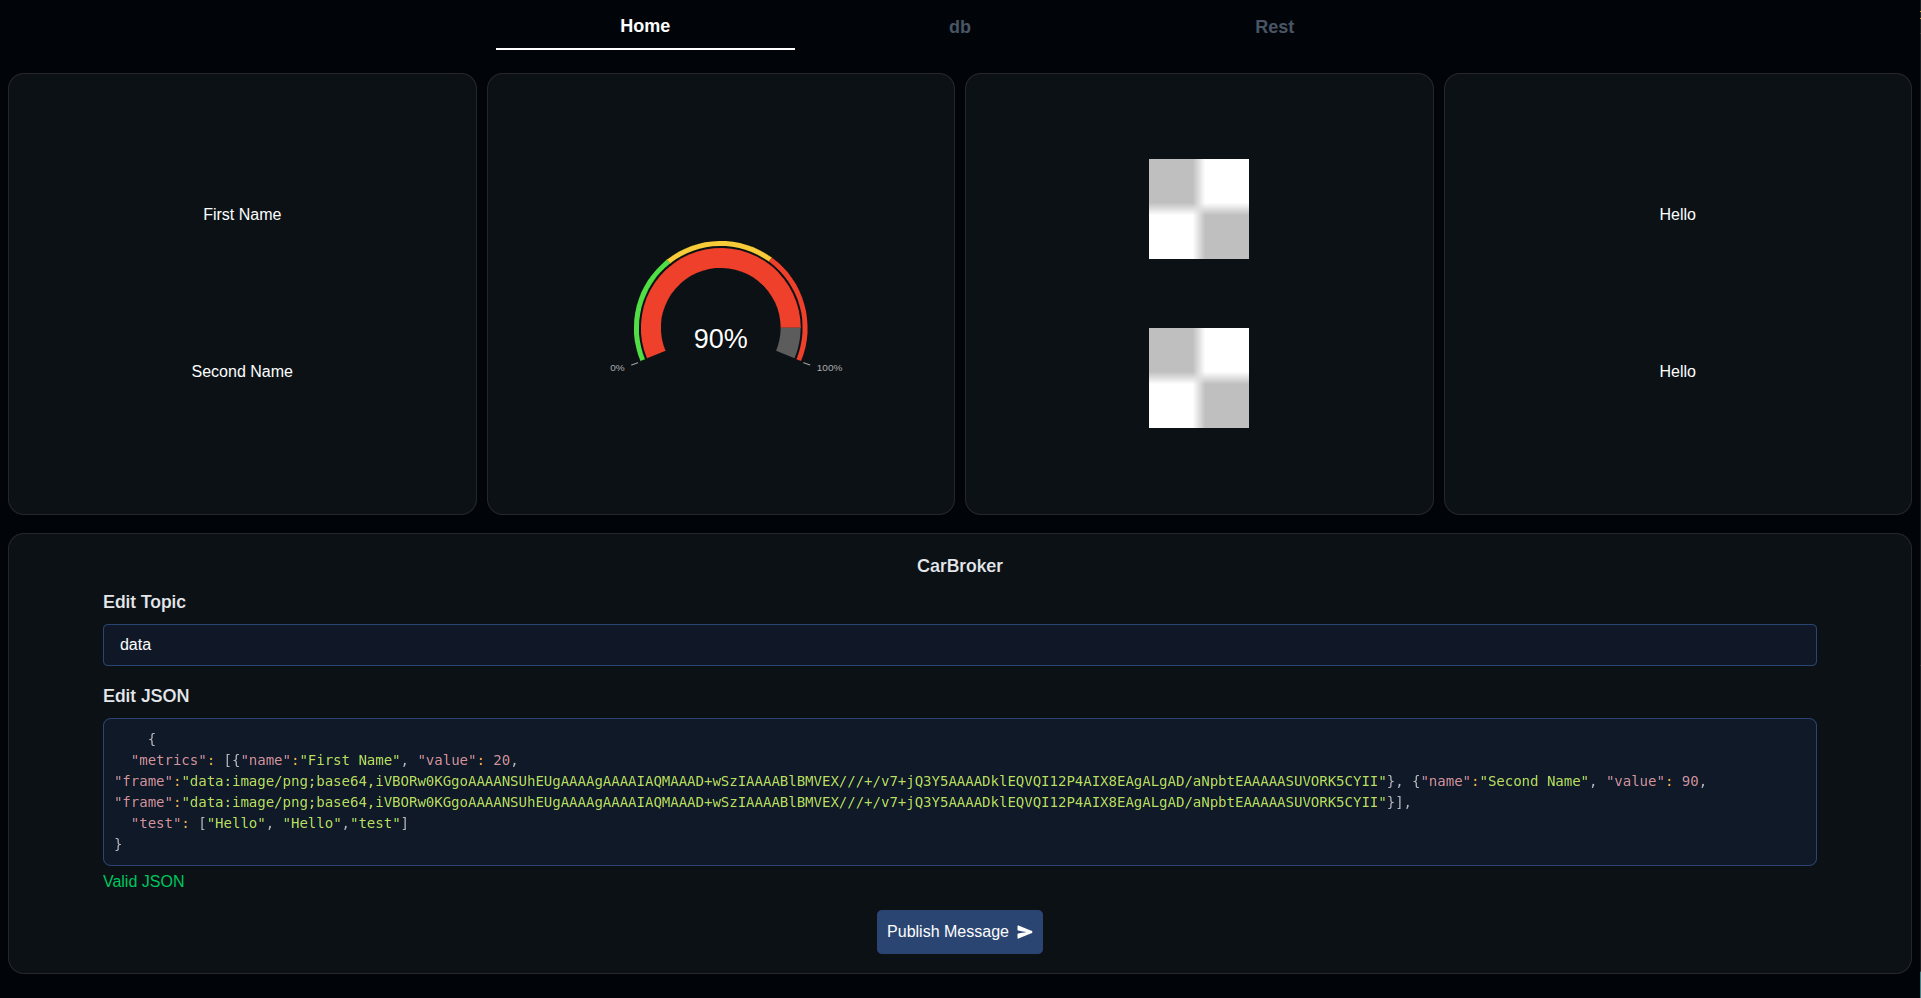 Home
db
Rest
First Name
Second Name
90%
0%
100%
Hello
Hello
CarBroker
Edit Topic
data
Edit JSON
{
"metrics": [{"name":"First Name", "value": 20,
"frame":"data:image/png;base64,iVBORw0KGgoAAAANSUhEUgAAAAgAAAAIAQMAAAD+wSzIAAAABlBMVEX///+/v7+jQ3Y5AAAADklEQVQI12P4AIX8EAgALgAD/aNpbtEAAAAASUVORK5CYII"}, {"name":"Second Name", "value": 90,
"frame":"data:image/png;base64,iVBORw0KGgoAAAANSUhEUgAAAAgAAAAIAQMAAAD+wSzIAAAABlBMVEX///+/v7+jQ3Y5AAAADklEQVQI12P4AIX8EAgALgAD/aNpbtEAAAAASUVORK5CYII"}],
"test": ["Hello", "Hello","test"]
}
Valid JSON
Publish Message